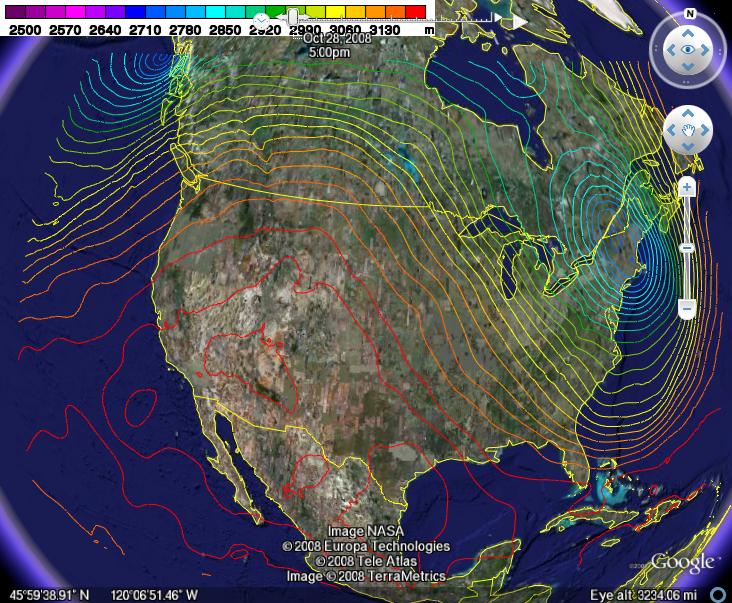 2500 2570 2640 2710 2780 2850 2920 2990 3060 3130 m
Oct 28, 2008
5:00pm
N
Image NASA
© 2008 Europa Technologies
© 2008 Tele Atlas
Image © 2008 TerraMetrics
©2008 Google™
45°59'38.91" N 120°06'51.46" W Eye alt 3234.06 mi